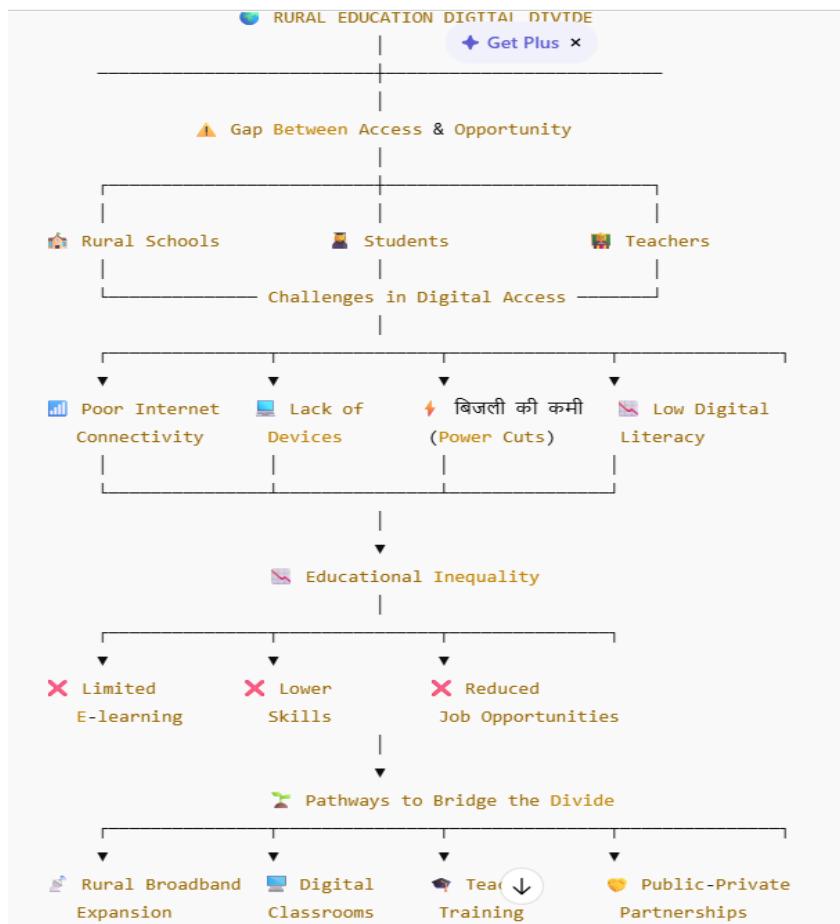 RURAL EDUCATION DIGITAL DIVIDE
Get Plus ×
Gap Between Access & Opportunity
Rural Schools Students Teachers
Challenges in Digital Access
Poor Internet Lack of बिजली की कमी Low Digital
Connectivity Devices (Power Cuts) Literacy
Educational Inequality
Limited Lower Reduced
E-learning Skills Job Opportunities
Pathways to Bridge the Divide
Rural Broadband Digital Public-Private
Expansion Classrooms Training Partnerships